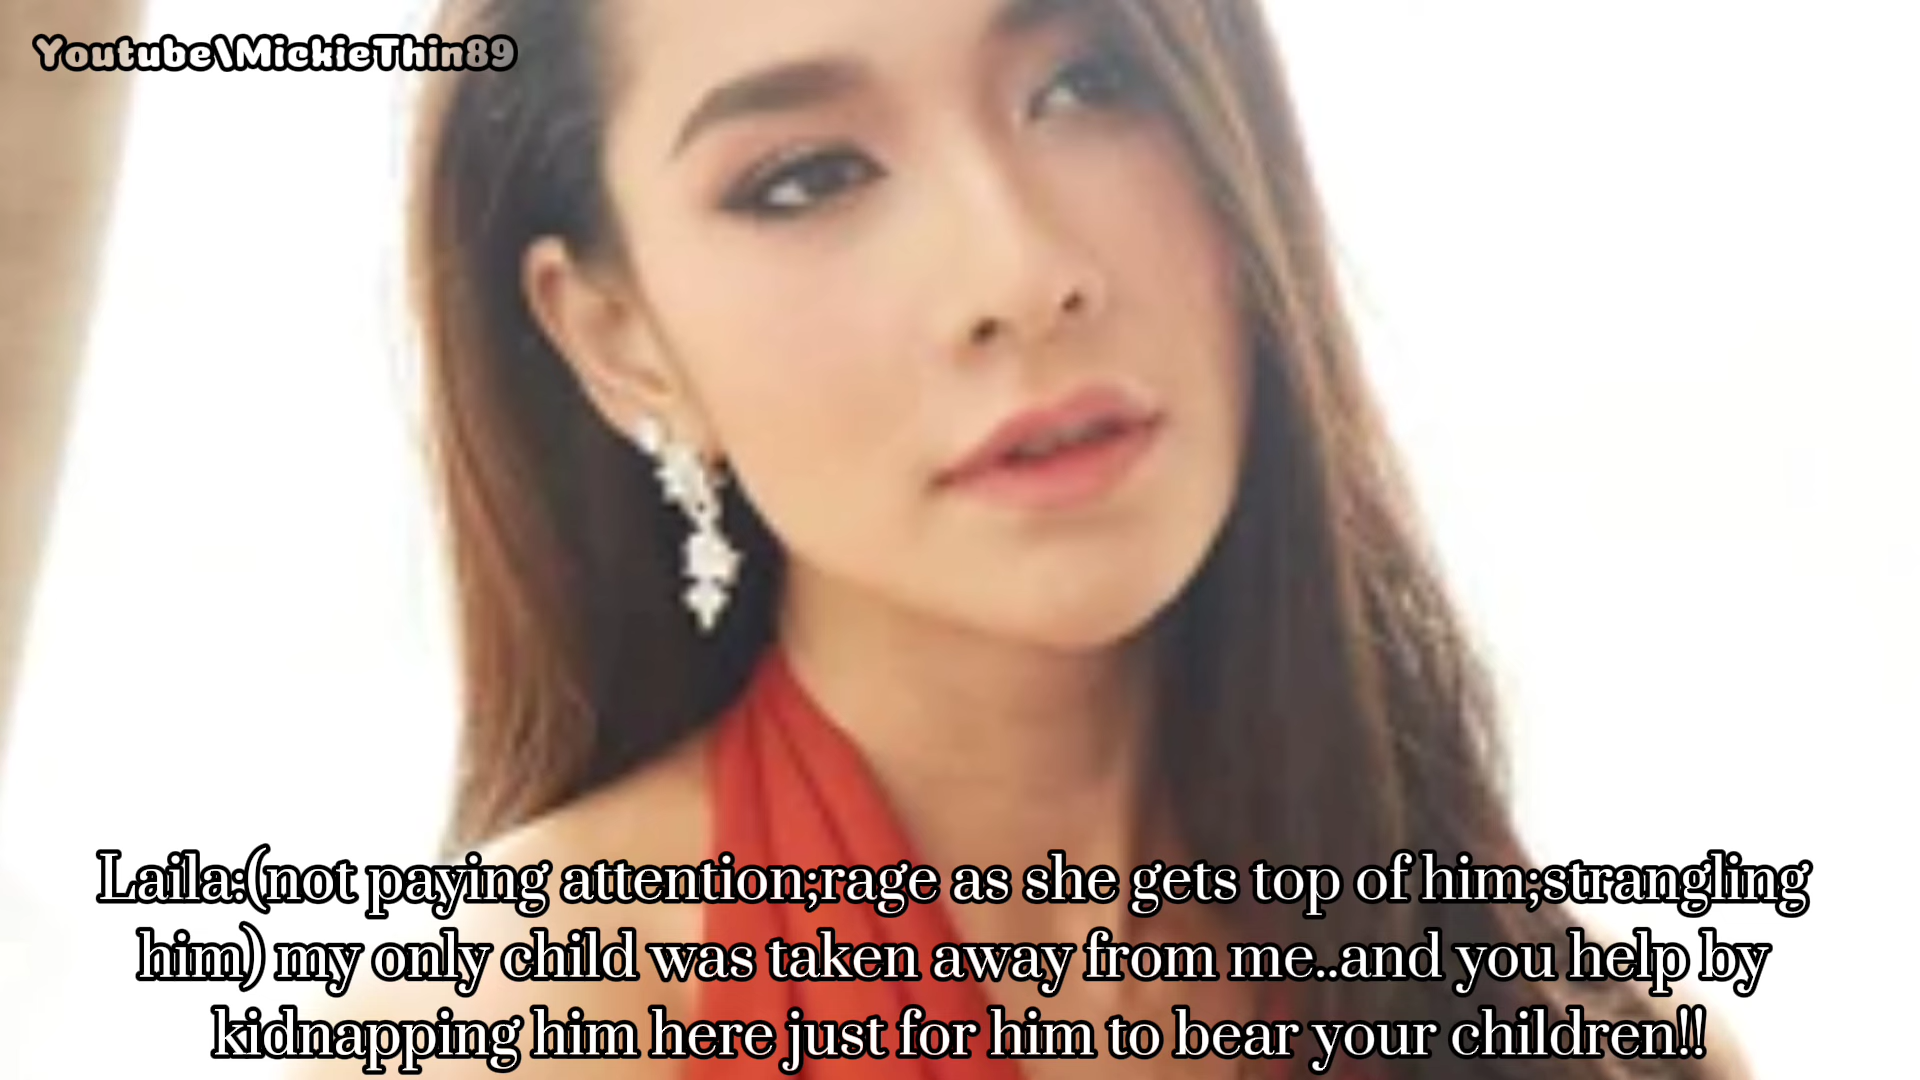 Youtube\MickieThin89
Laila:(not paying attention;rage as she gets top of him;strangling
him) my only child was taken away from me..and you help by
kidnapping him here just for him to bear your children!!